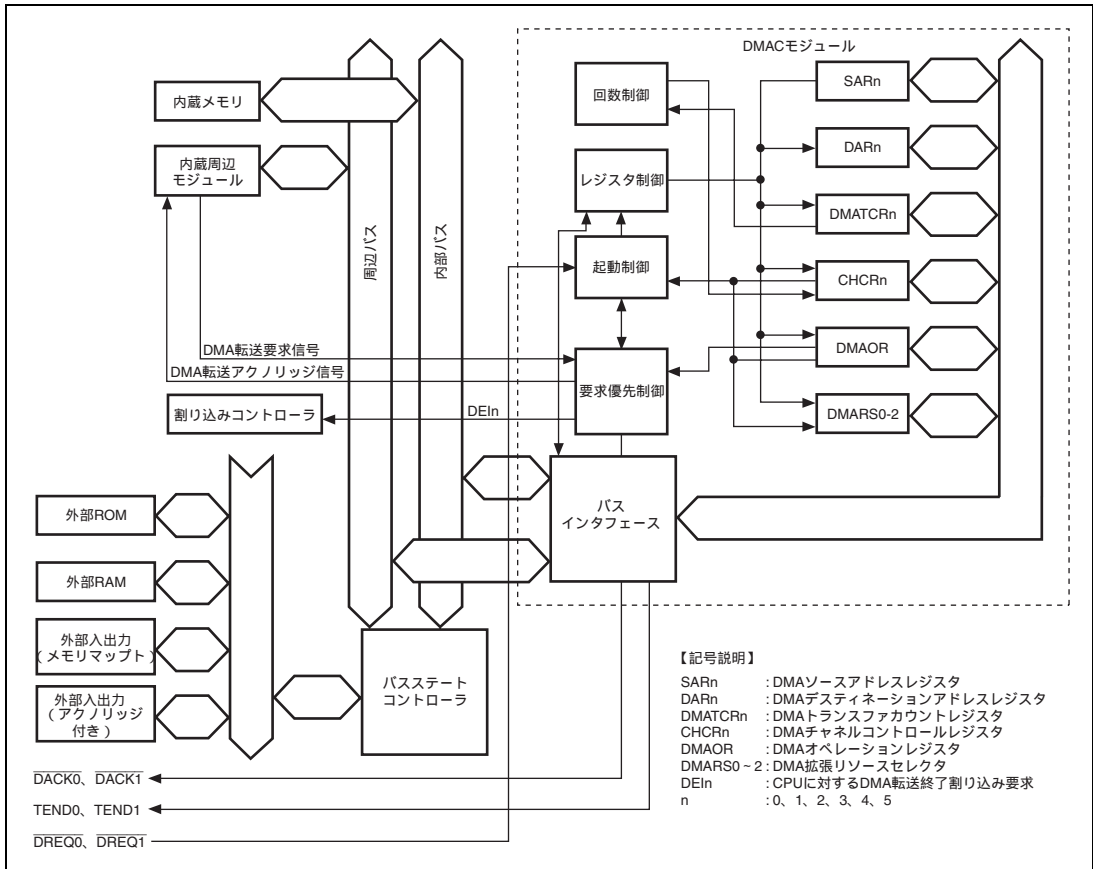 DMACモジュール
内蔵メモリ
回数制御
SARn
内蔵周辺
モジュール
レジスタ制御
DARn
DMATCRn
周辺バス
内部バス
起動制御
CHCRn
DMA転送要求信号
DMA転送アクノリッジ信号
要求優先制御
DMAOR
割り込みコントローラ
DEIn
DMARS0-2
バス
インタフェース
外部ROM
外部RAM
外部入出力
(メモリマップト)
外部入出力
(アクノリッジ
付き)
バスステート
コントローラ
DACK0、DACK1
TEND0、TEND1
DREQ0、DREQ1
【記号説明】
SARn :DMAソースアドレスレジスタ
DARn :DMAデスティネーションアドレスレジスタ
DMATCRn :DMAトランスファカウントレジスタ
CHCRn :DMAチャネルコントロールレジスタ
DMAOR :DMAオペレーションレジスタ
DMARS0~2:DMA拡張リソースセレクタ
DEIn :CPUに対するDMA転送終了割り込み要求
n :0、1、2、3、4、5